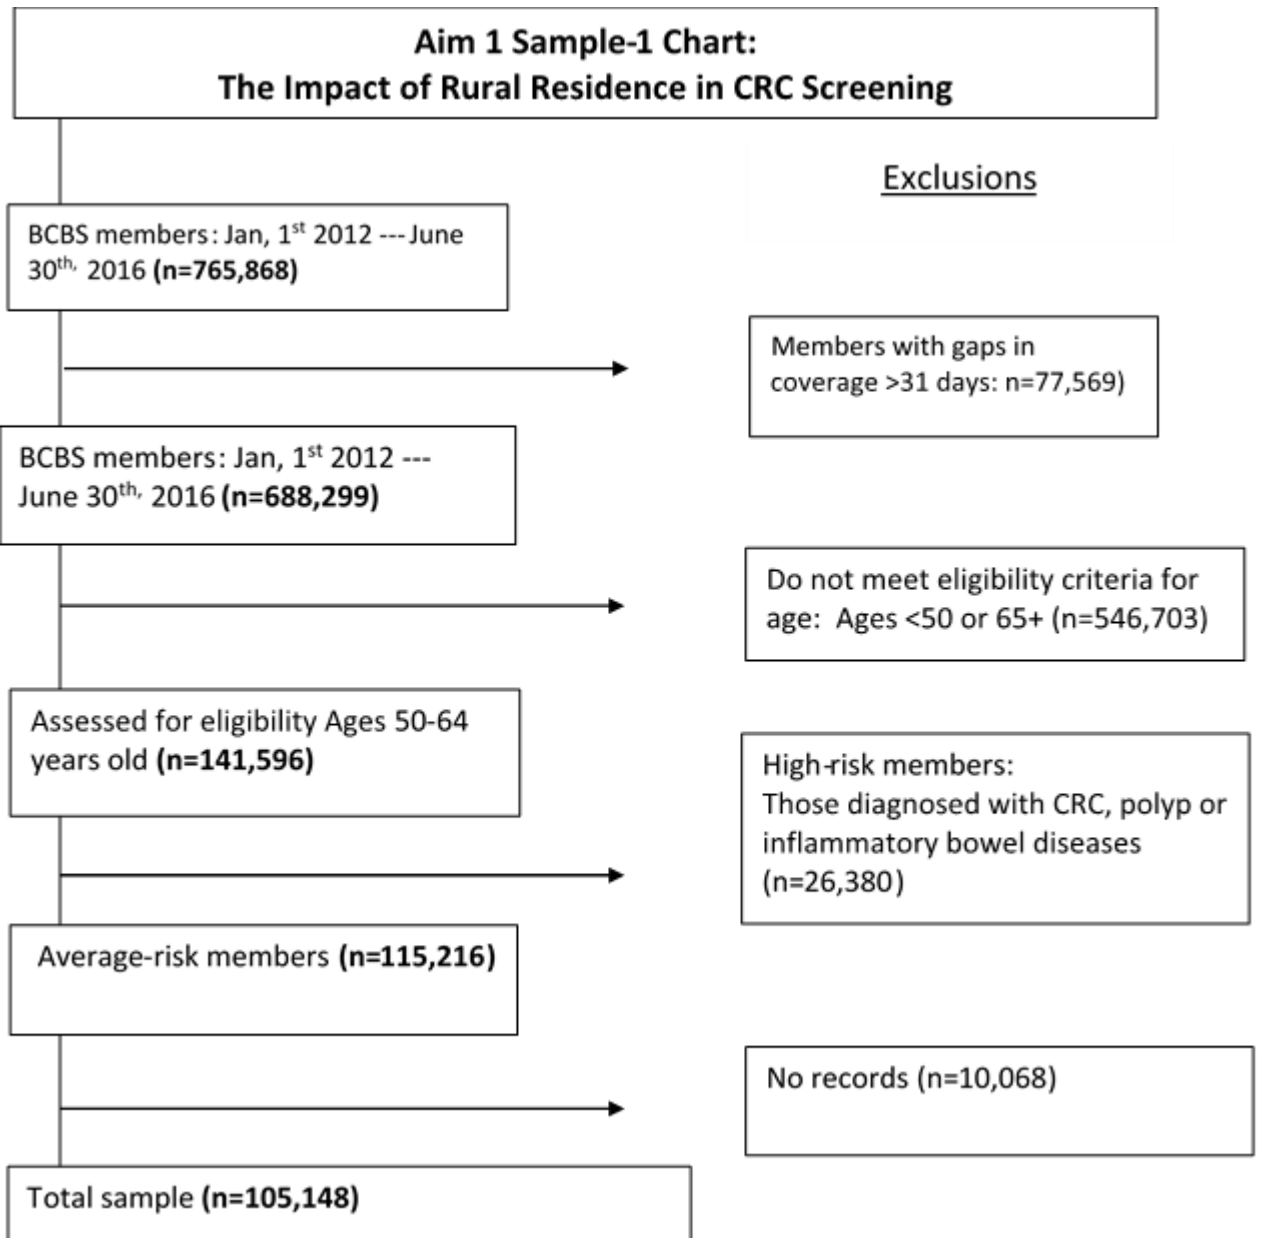 Aim 1 Sample-1 Chart:
The Impact of Rural Residence in CRC Screening
Exclusions
BCBS members: Jan, 1st 2012 --- June
30th, 2016 (n=765,868)
Members with gaps in
coverage >31 days: n=77,569)
BCBS members: Jan, 1st 2012 ---
June 30th, 2016 (n=688,299)
Do not meet eligibility criteria for
age: Ages <50 or 65+ (n=546,703)
Assessed for eligibility Ages 50-64
years old (n=141,596)
High-risk members:
Those diagnosed with CRC, polyp or
inflammatory bowel diseases
(n=26,380)
Average-risk members (n=115,216)
No records (n=10,068)
Total sample (n=105,148)